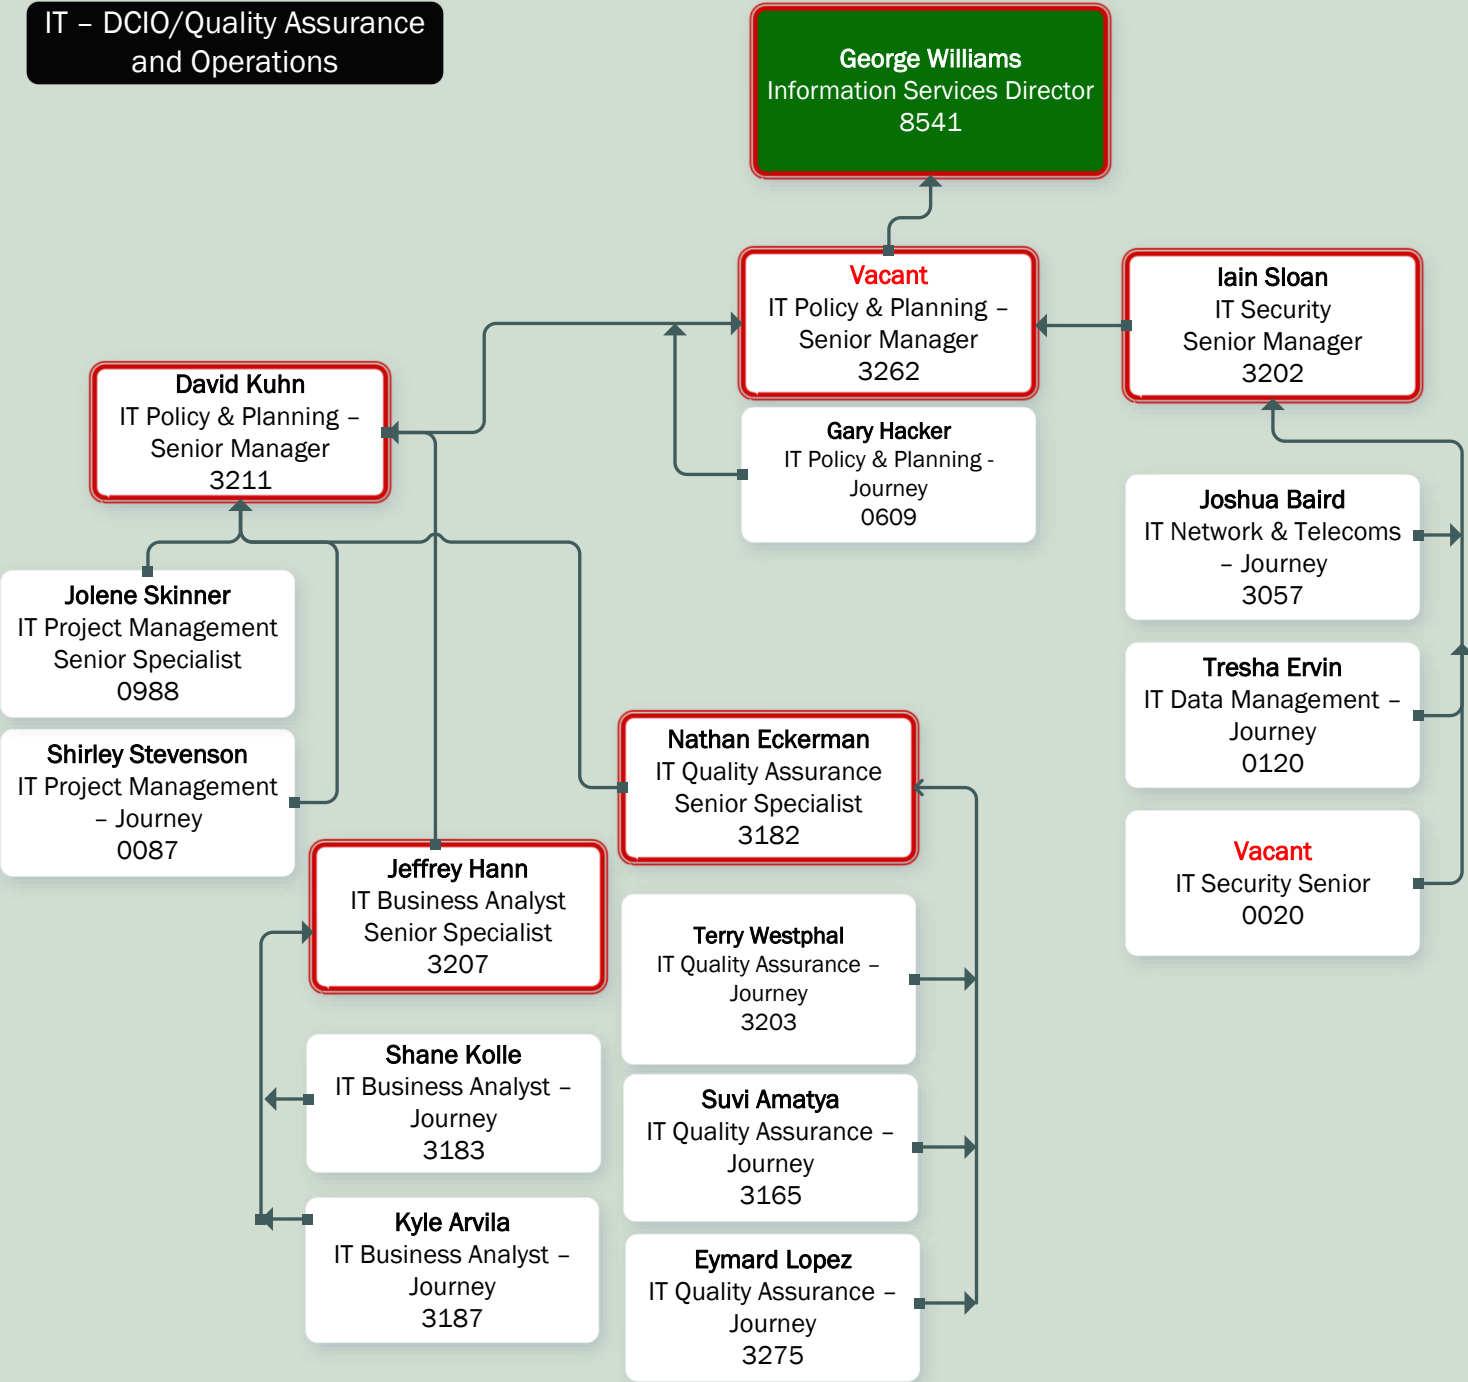 IT – DCIO/Quality Assurance
and Operations
George Williams
Information Services Director
8541
Vacant
IT Policy & Planning –
Senior Manager
3262
Iain Sloan
IT Security
Senior Manager
3202
David Kuhn
IT Policy & Planning –
Senior Manager
3211
Gary Hacker
IT Policy & Planning -
Journey
0609
Joshua Baird
IT Network & Telecoms
– Journey
3057
Jolene Skinner
IT Project Management
Senior Specialist
0988
Tresha Ervin
IT Data Management –
Journey
0120
Shirley Stevenson
IT Project Management
– Journey
0087
Nathan Eckerman
IT Quality Assurance
Senior Specialist
3182
Vacant
IT Security Senior
0020
Jeffrey Hann
IT Business Analyst
Senior Specialist
3207
Terry Westphal
IT Quality Assurance –
Journey
3203
Shane Kolle
IT Business Analyst –
Journey
3183
Suvi Amatya
IT Quality Assurance –
Journey
3165
Kyle Arvila
IT Business Analyst –
Journey
3187
Eymard Lopez
IT Quality Assurance –
Journey
3275